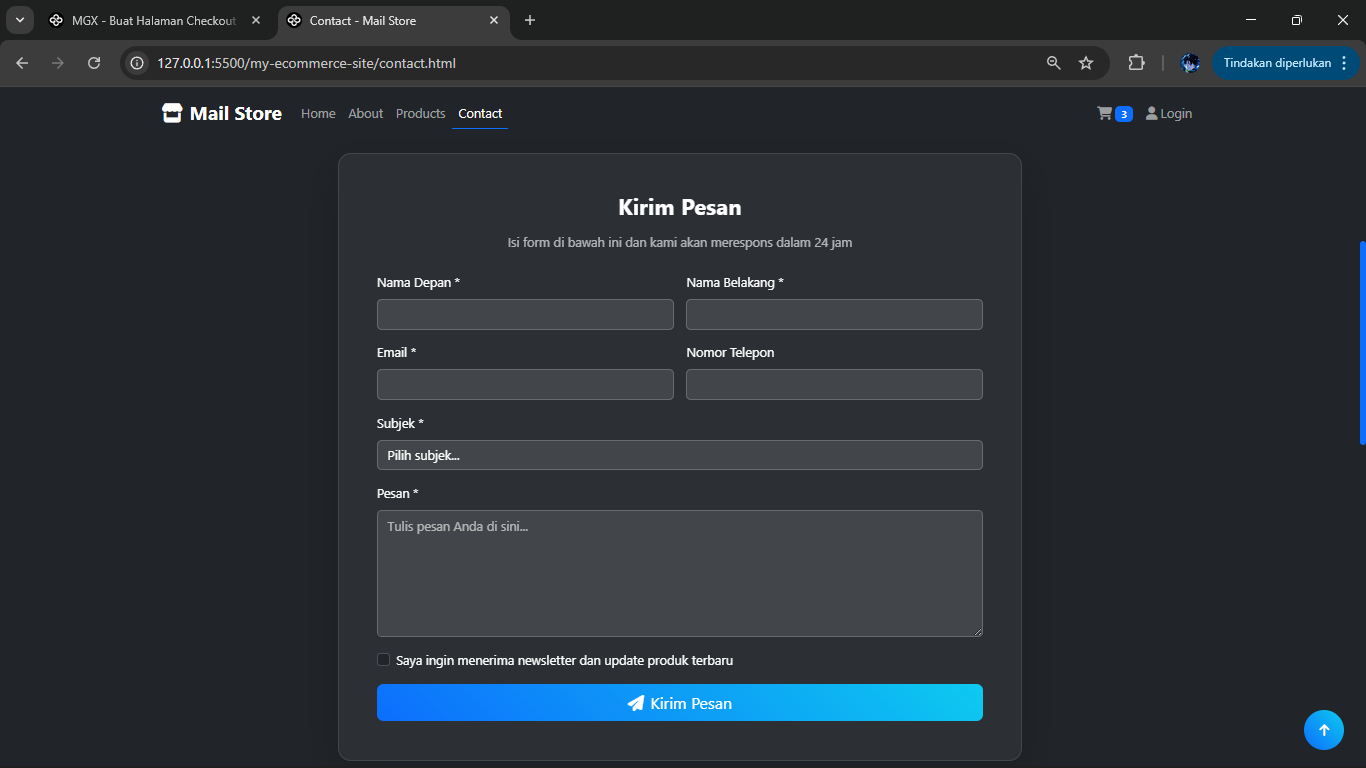 MGX - Buat Halaman Checkout
Contact - Mail Store
127.0.0.1:5500/my-ecommerce-site/contact.html
Tindakan diperlukan
Mail Store
Home
About
Products
Contact
3
Login
Kirim Pesan
Isi form di bawah ini dan kami akan merespons dalam 24 jam
Nama Depan *
Nama Belakang *
Email *
Nomor Telepon
Subjek *
Pilih subjek...
Pesan *
Tulis pesan Anda di sini...
Saya ingin menerima newsletter dan update produk terbaru
Kirim Pesan